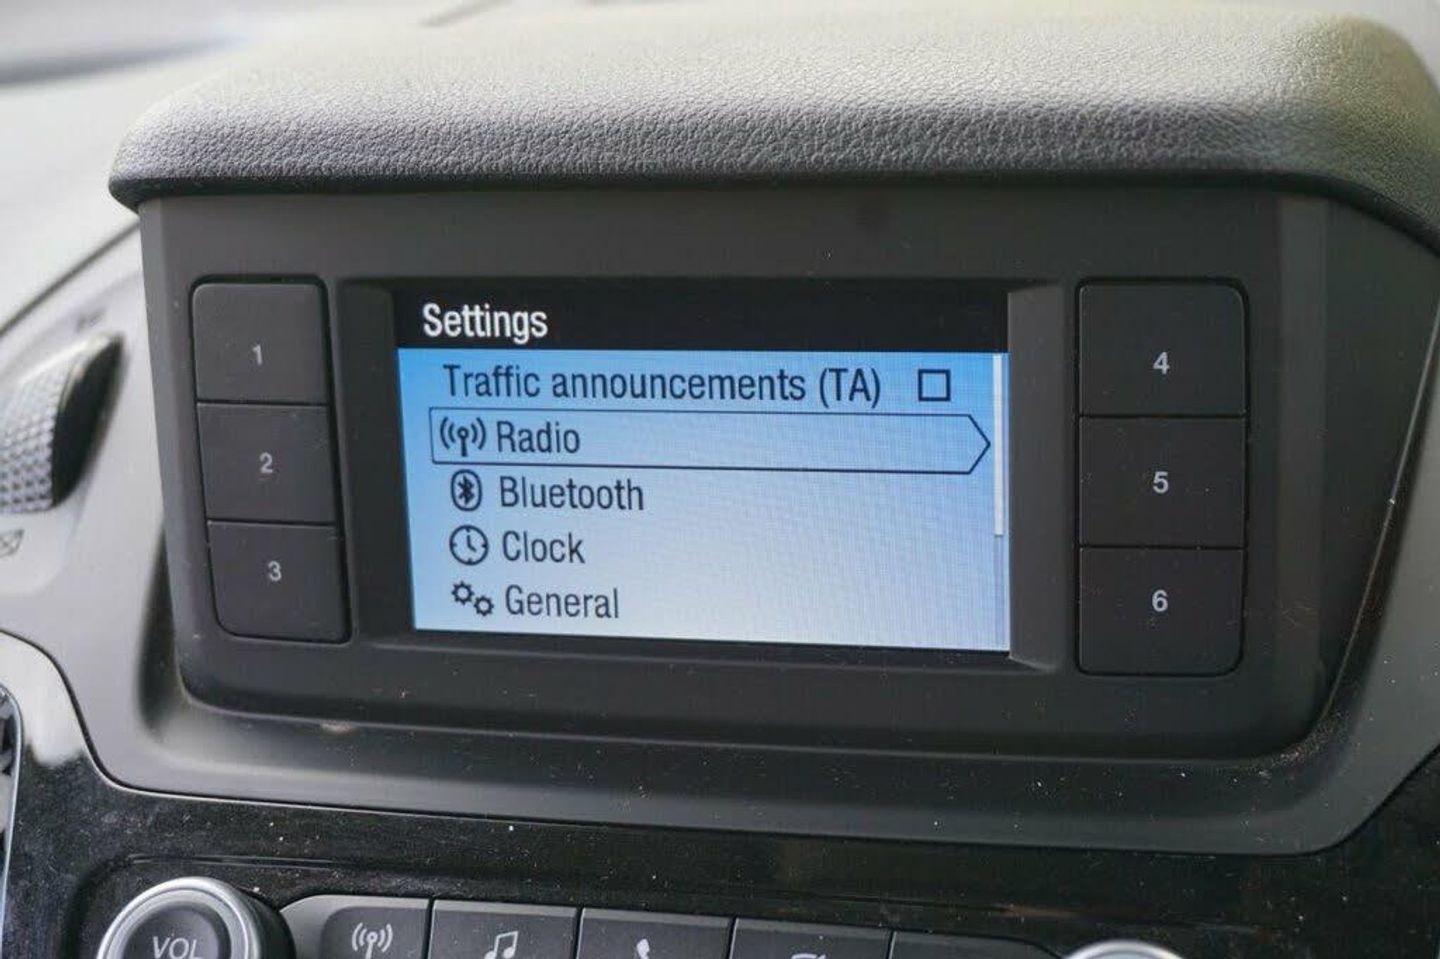 Settings
Traffic announcements (TA)
Radio
Bluetooth
Clock
General
1
2
3
4
5
6
VOL